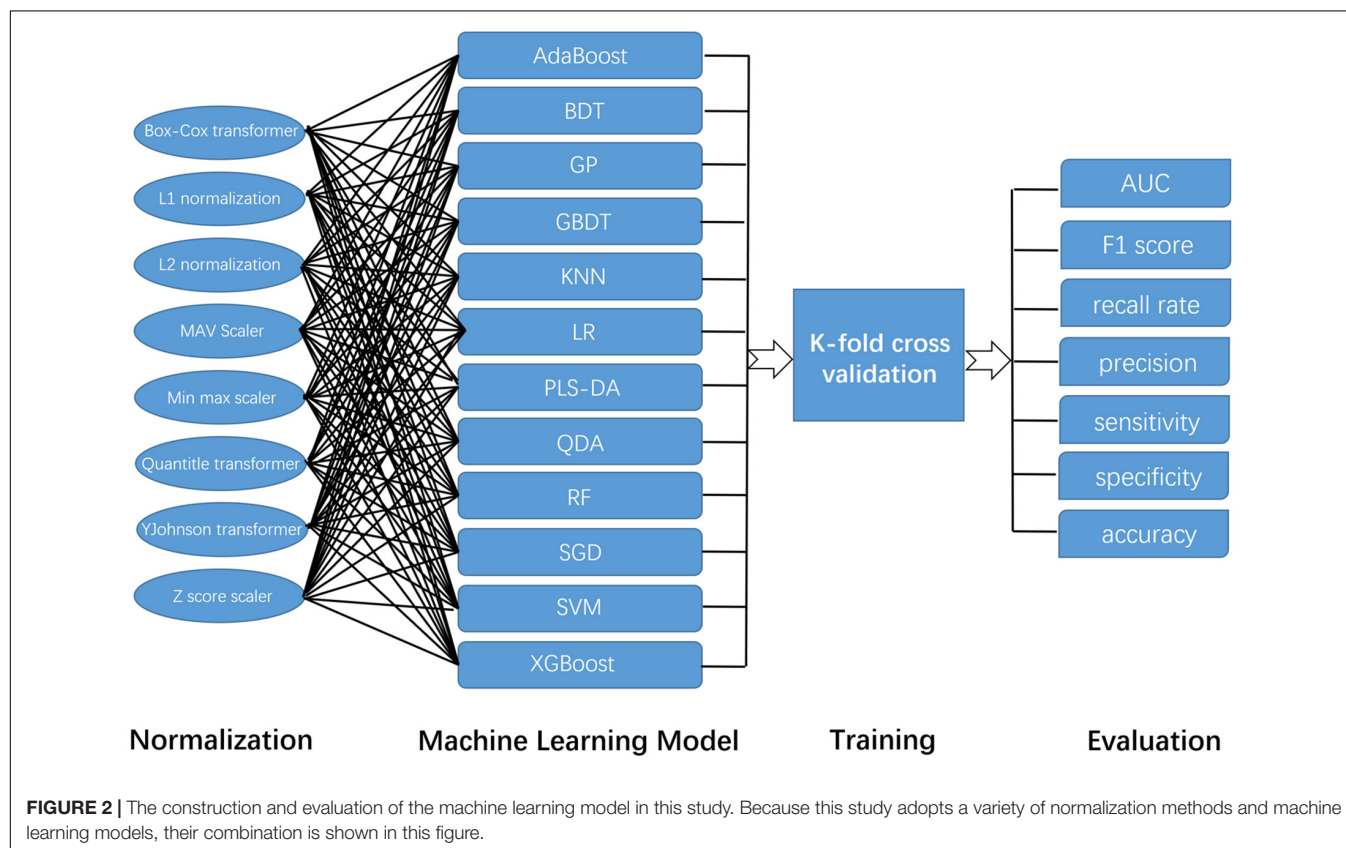 Box-Cox transformer
L1 normalization
L2 normalization
MAV Scaler
Min max scaler
Quantitle transformer
YJohnson transformer
Z score scaler
AdaBoost
BDT
GP
GBDT
KNN
LR
PLS-DA
QDA
RF
SGD
SVM
XGBoost
K-fold cross
validation
AUC
F1 score
recall rate
precision
sensitivity
specificity
accuracy
Normalization
Machine Learning Model
Training
Evaluation
FIGURE 2 | The construction and evaluation of the machine learning model in this study. Because this study adopts a variety of normalization methods and machine
learning models, their combination is shown in this figure.